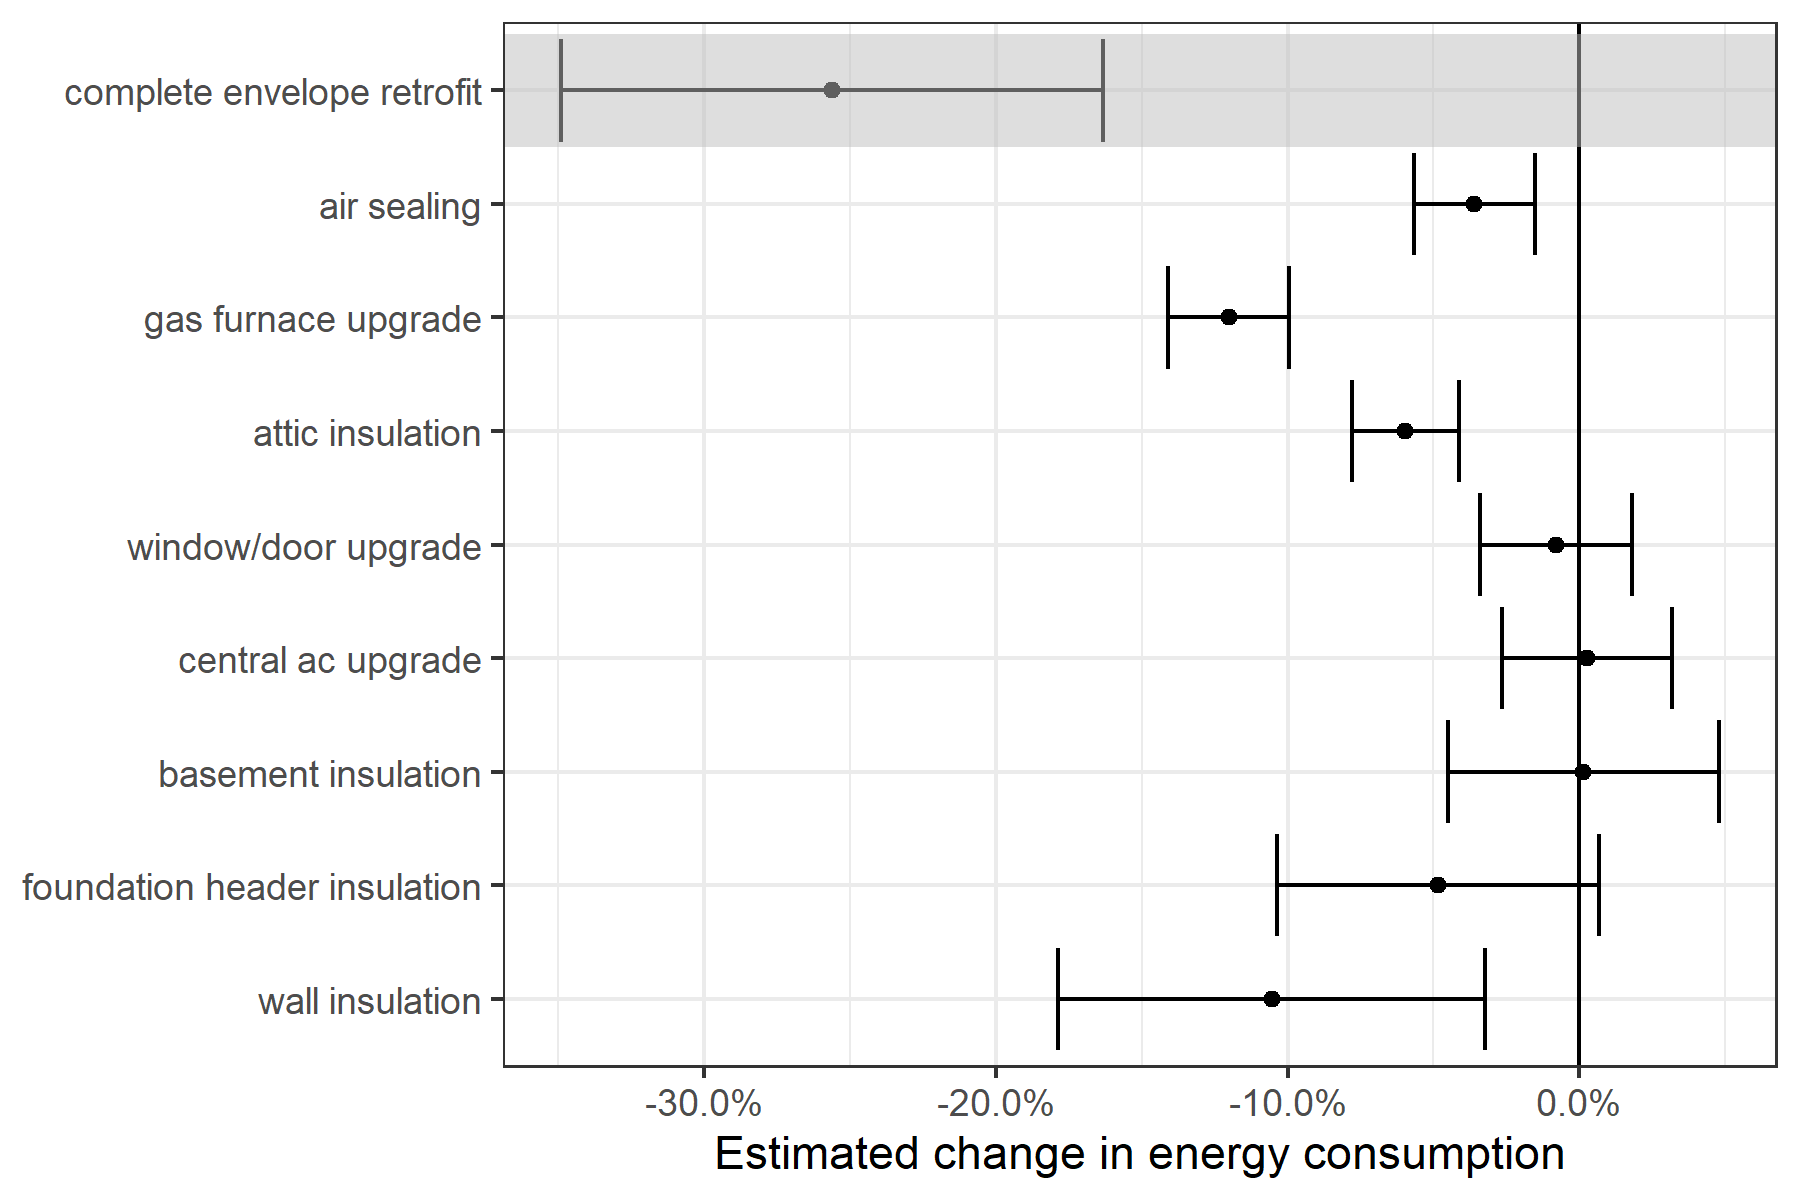 complete envelope retrofit
air sealing
gas furnace upgrade
attic insulation
window/door upgrade
central ac upgrade
basement insulation
foundation header insulation
wall insulation
-30.0%
-20.0%
-10.0%
0.0%
Estimated change in energy consumption